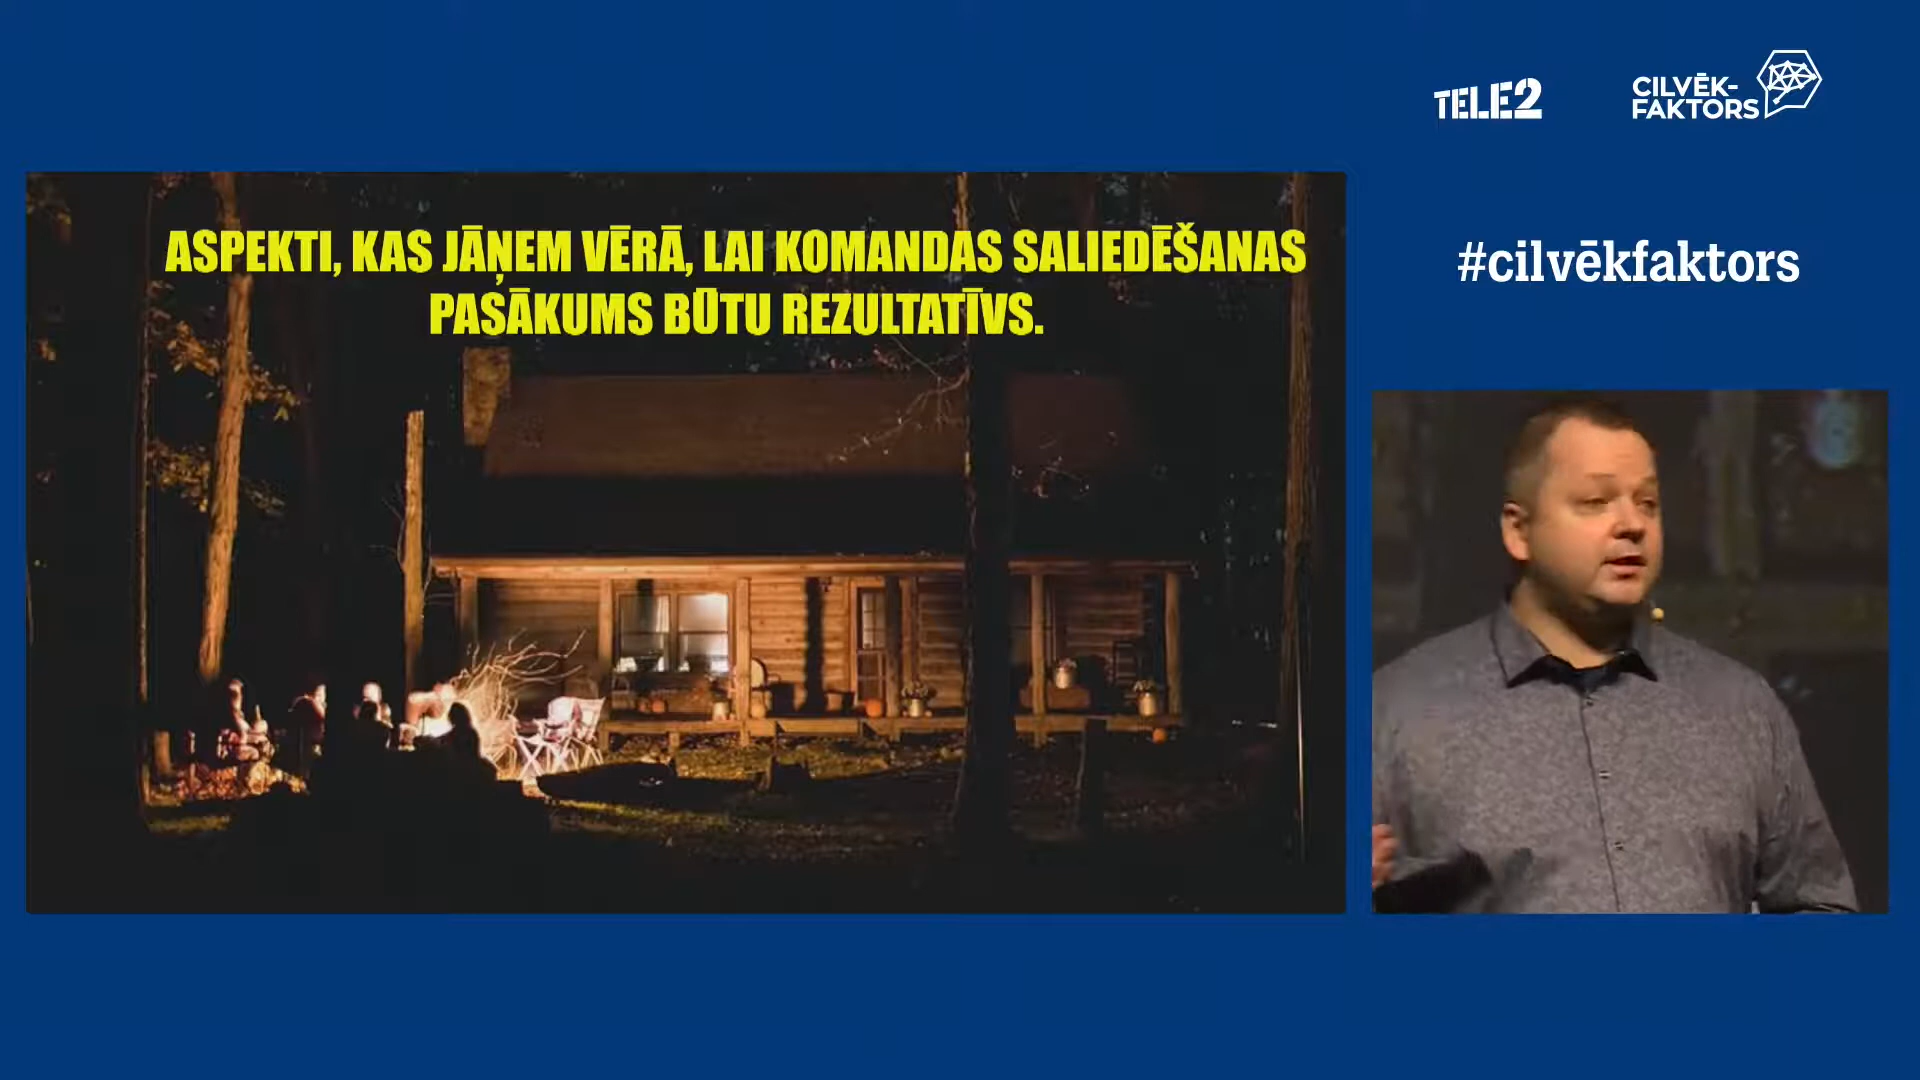 TELE2
CILVĒK-
FAKTORS
ASPEKTI, KAS JĀŅEM VĒRĀ, LAI KOMANDAS SALIEDĒŠANAS
PASĀKUMS BŪTU REZULTATĪVS.
#cilvēkfaktors